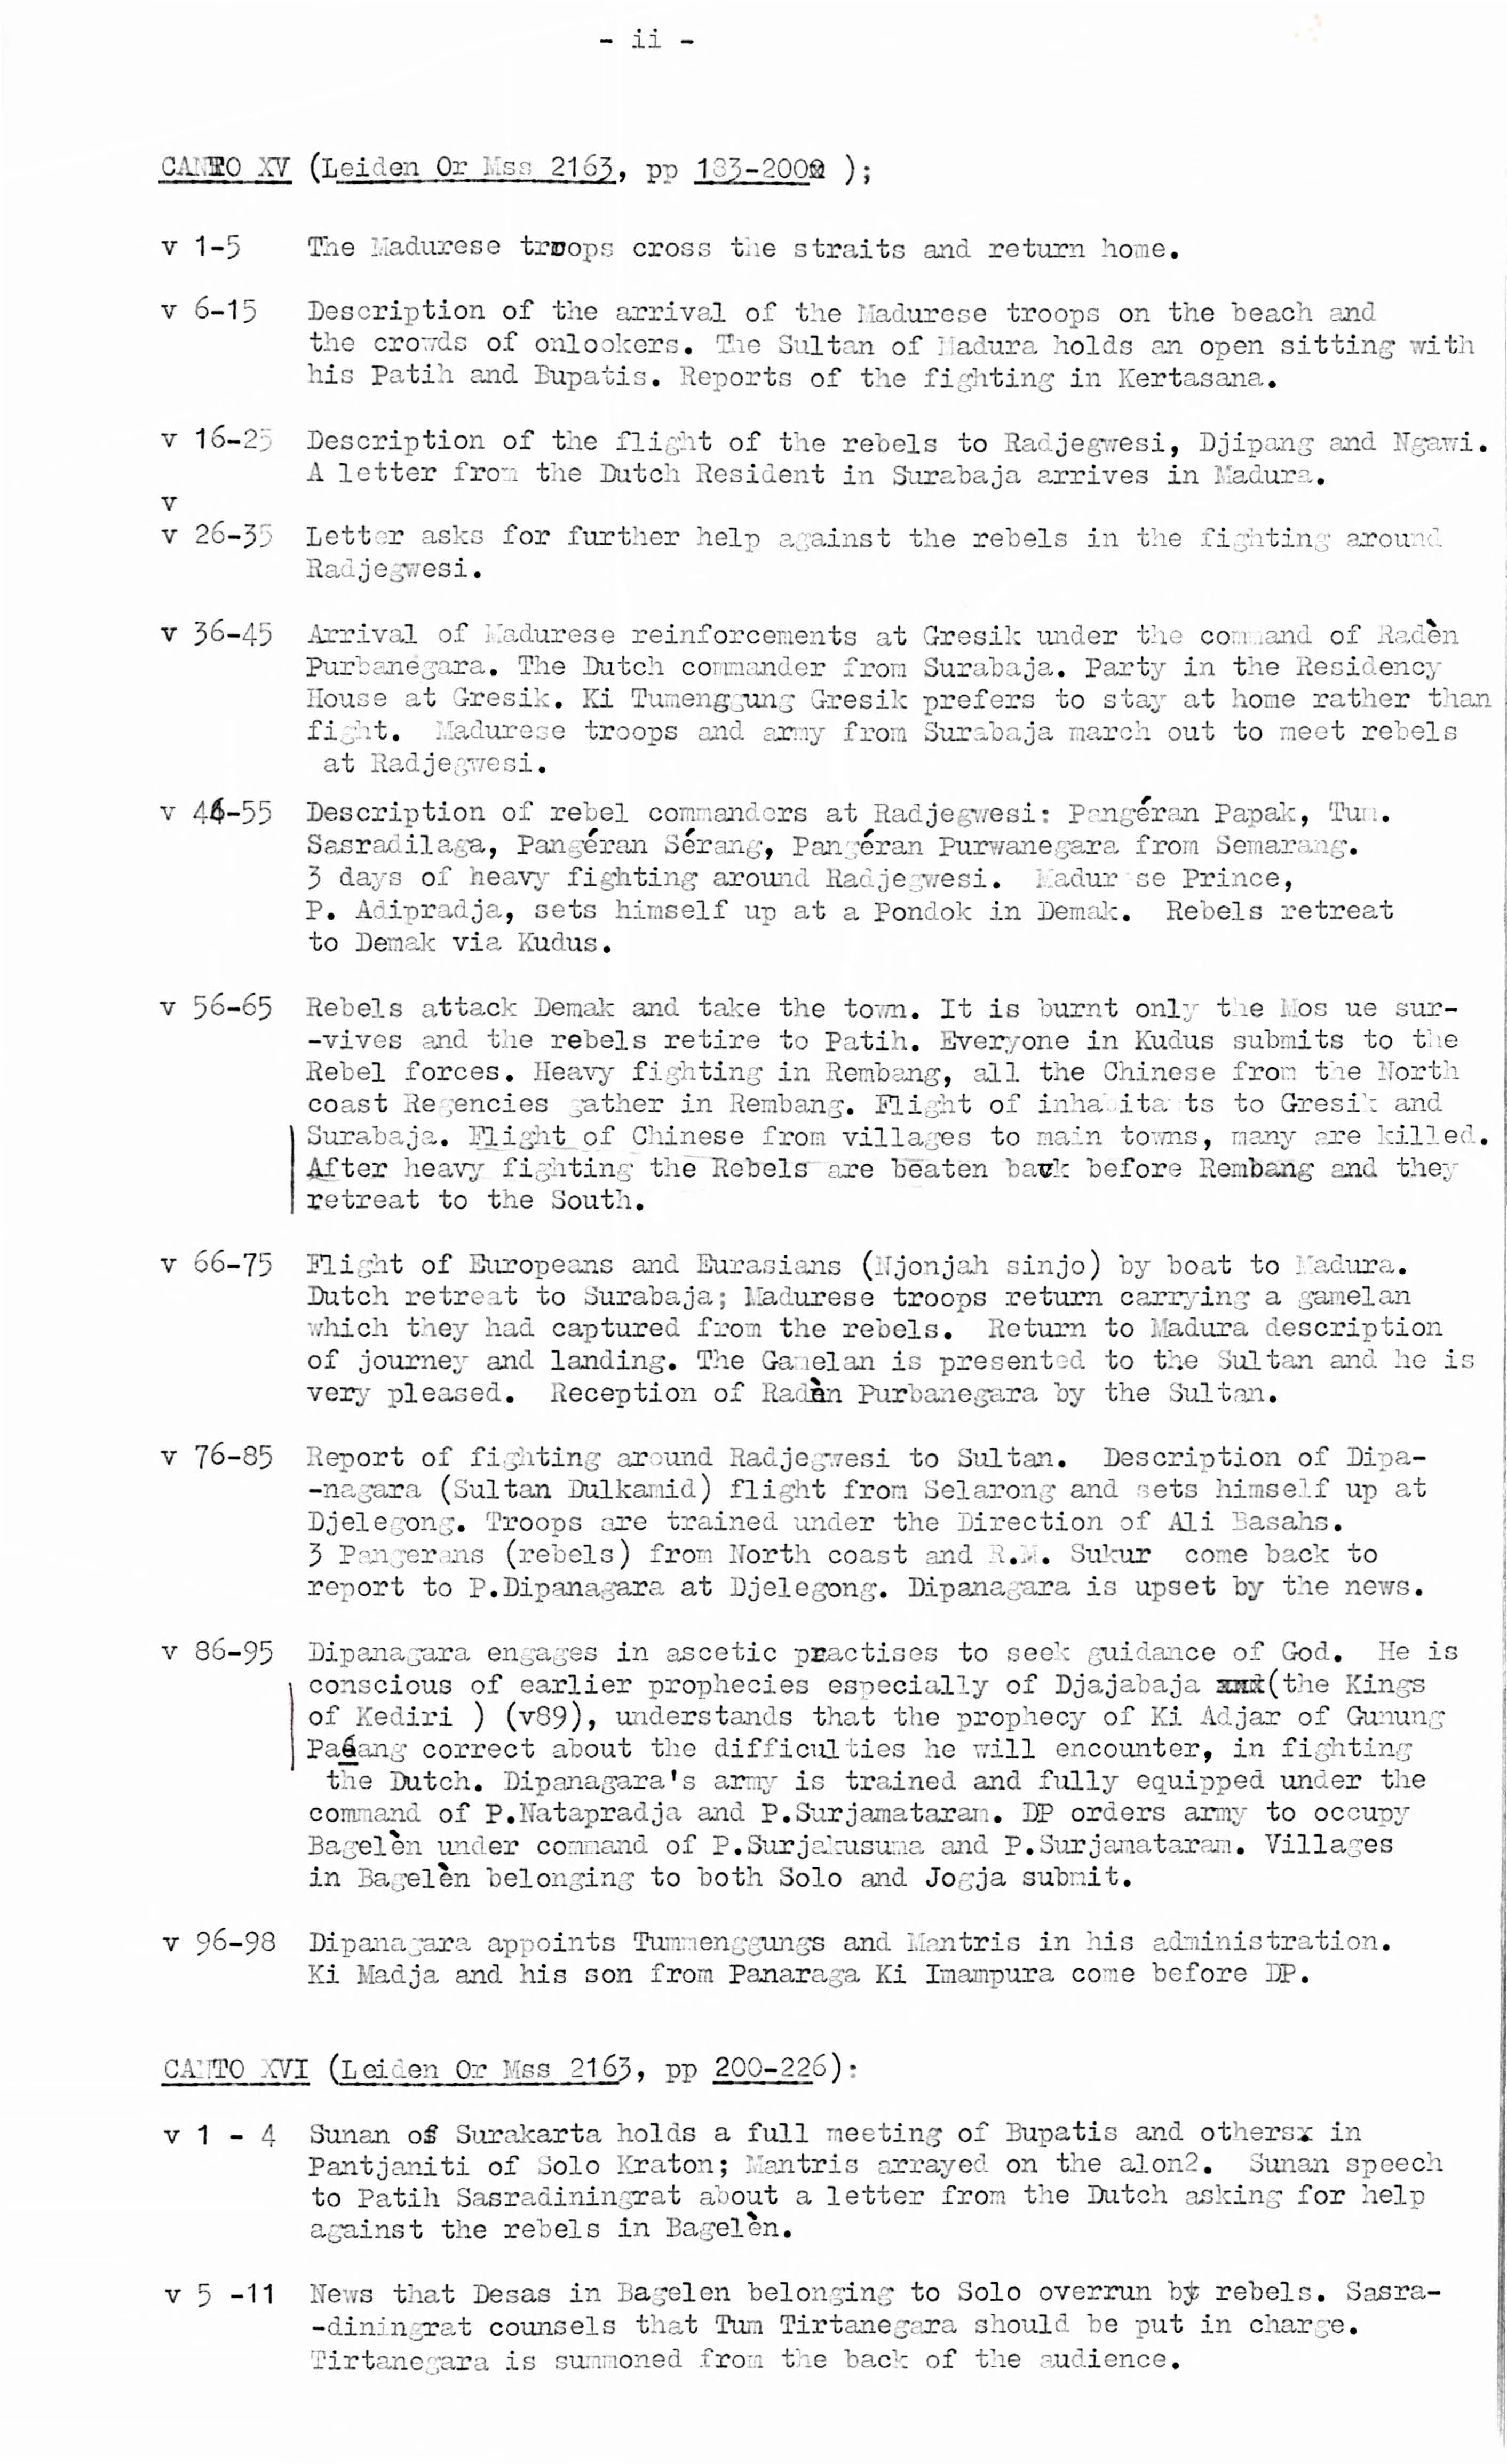 - ii -
CANTO XV (Leiden Or Mss 2163, pp 183-200 );
v 1-5 The Madurese troops cross the straits and return home.
v 6-15 Description of the arrival of the Madurese troops on the beach and
the crowds of onlookers. The Sultan of Madura holds an open sitting with
his Patih and Bupatis. Reports of the fighting in Kertasana.
v 16-25 Description of the flight of the rebels to Radjegwesi, Djipang and Ngawi.
A letter from the Dutch Resident in Surabaja arrives in Madura.
v
v 26-35 Letter asks for further help against the rebels in the fighting around
Radjegwesi.
v 36-45 Arrival of Madurese reinforcements at Gresik under the command of Radèn
Purbanegara. The Dutch commander from Surabaja. Party in the Residency
House at Gresik. Ki Tumenggung Gresik prefers to stay at home rather than
fight. Madurese troops and army from Surabaja march out to meet rebels
at Radjegwesi.
v 46-55 Description of rebel commanders at Radjegwesi: Pangéran Papak, Tum.
Sasradilaga, Pangéran Sérang, Pangéran Purwanegara from Semarang.
3 days of heavy fighting around Radjegwesi. Madurese Prince,
P. Adipradja, sets himself up at a Pondok in Demak. Rebels retreat
to Demak via Kudus.
v 56-65 Rebels attack Demak and take the town. It is burnt only the Mosque sur-
-vives and the rebels retire to Patih. Everyone in Kudus submits to the
Rebel forces. Heavy fighting in Rembang, all the Chinese from the North
coast Regencies gather in Rembang. Flight of inhabitants to Gresik and
Surabaja. Flight of Chinese from villages to main towns, many are killed.
After heavy fighting the Rebels are beaten back before Rembang and they
retreat to the South.
v 66-75 Flight of Europeans and Eurasians (Njonjah sinjo) by boat to Madura.
Dutch retreat to Surabaja; Madurese troops return carrying a gamelan
which they had captured from the rebels. Return to Madura description
of journey and landing. The Gamelan is presented to the Sultan and he is
very pleased. Reception of Radèn Purbanegara by the Sultan.
v 76-85 Report of fighting around Radjegwesi to Sultan. Description of Dipa-
-nagara (Sultan Dulkamid) flight from Selarong and sets himself up at
Djelegong. Troops are trained under the Direction of Ali Basahs.
3 Pangerans (rebels) from North coast and R.M. Sukur come back to
report to P.Dipanagara at Djelegong. Dipanagara is upset by the news.
v 86-95 Dipanagara engages in ascetic practises to seek guidance of God. He is
conscious of earlier prophecies especially of Djajabaja (the Kings
of Kediri ) (v89), understands that the prophecy of Ki Adjar of Gunung
correct about the difficulties he will encounter, in fighting
the Dutch. Dipanagara's army is trained and fully equipped under the
command of P.Natapradja and P.Surjamataram. DP orders army to occupy
Bagelèn under command of P.Surjakusuma and P.Surjamataram. Villages
in Bagelèn belonging to both Solo and Jogja submit.
v 96-98 Dipanagara appoints Tummenggungs and Mantris in his administration.
Ki Madja and his son from Panaraga Ki Imampura come before DP.
CANTO XVI (Leiden Or Mss 2163, pp 200-226):
v 1 - 4 Sunan of Surakarta holds a full meeting of Bupatis and others in
Pantjaniti of Solo Kraton; Mantris arrayed on the alon2. Sunan speech
to Patih Sasradiningrat about a letter from the Dutch asking for help
against the rebels in Bagelèn.
v 5 -11 News that Desas in Bagelen belonging to Solo overrun by rebels. Sasra-
-diningrat counsels that Tum Tirtanegara should be put in charge.
Tirtanegara is summoned from the back of the audience.